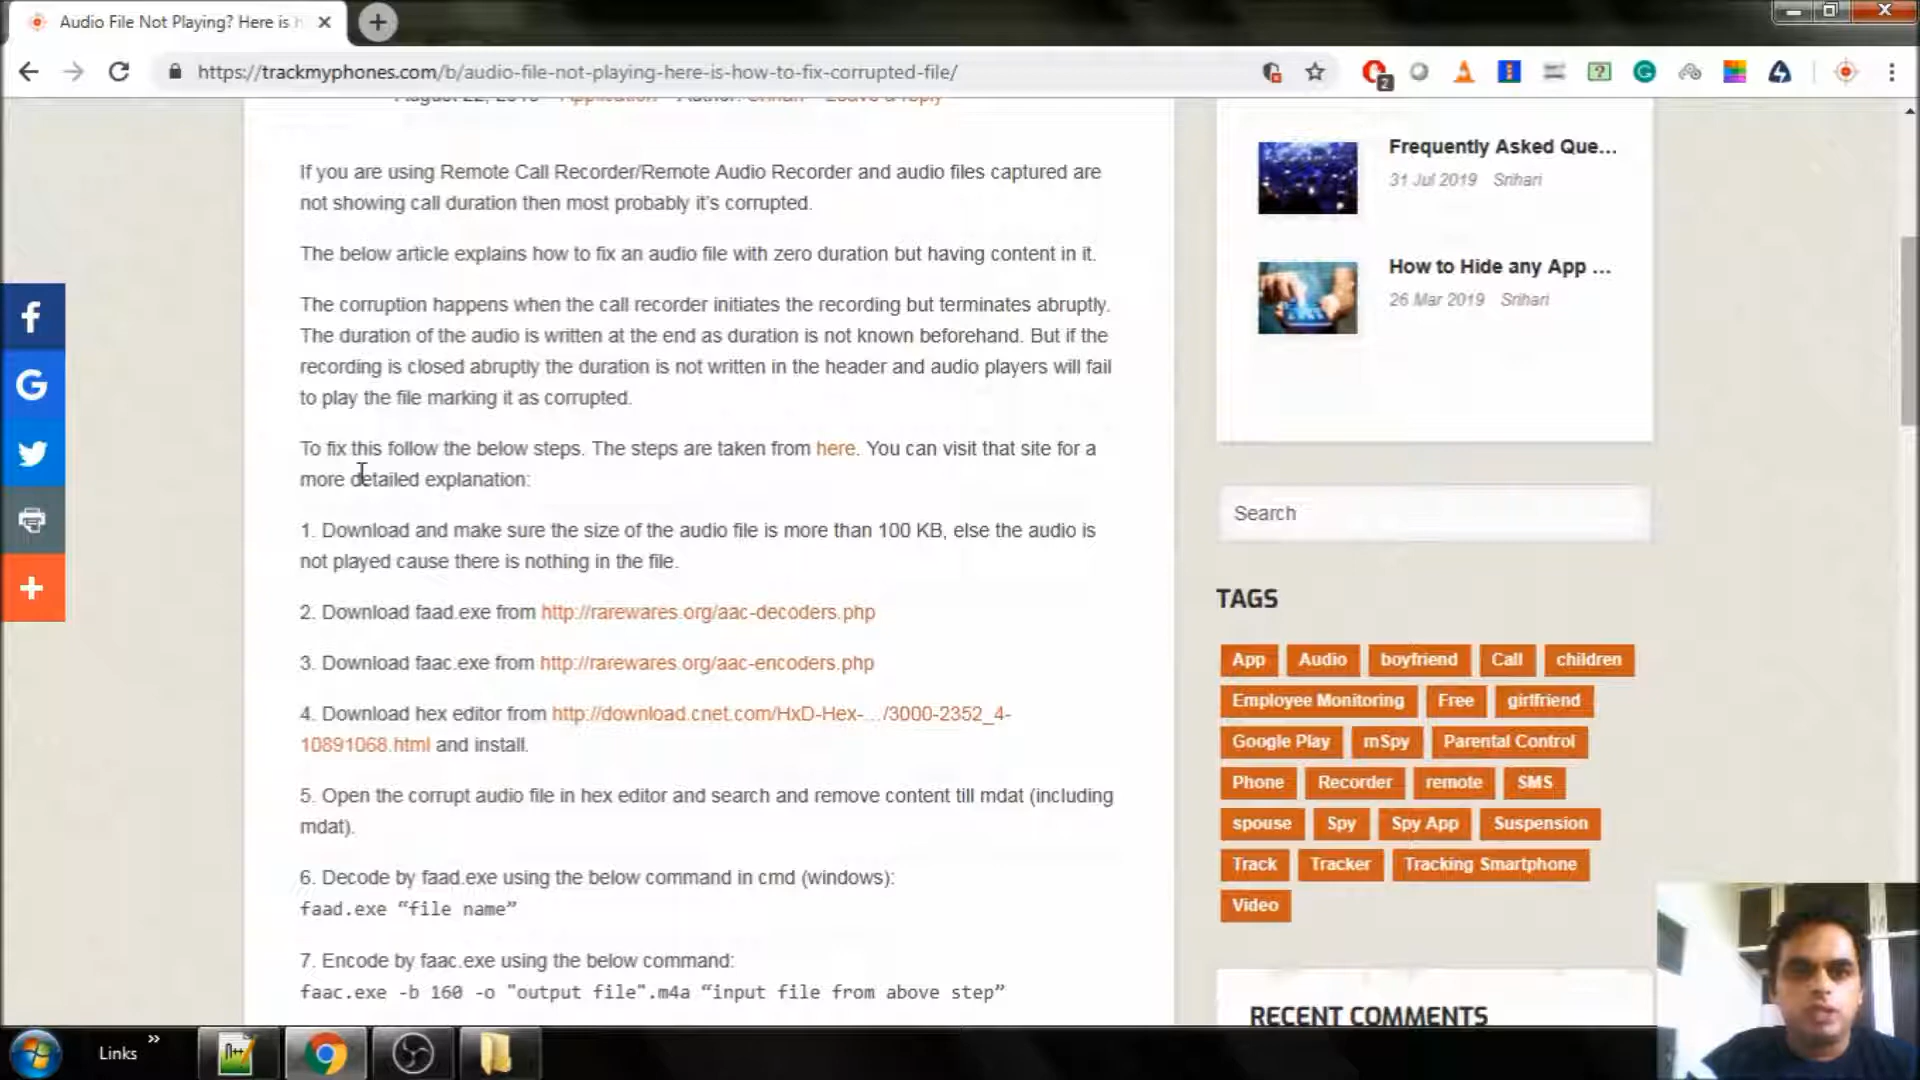 Audio File Not Playing? Here is h
https://trackmyphones.com/b/audio-file-not-playing-here-is-how-to-fix-corrupted-file/
2
Application Author: Srihari Leave a reply
If you are using Remote Call Recorder/Remote Audio Recorder and audio files captured are
not showing call duration then most probably it's corrupted.
The below article explains how to fix an audio file with zero duration but having content in it.
The corruption happens when the call recorder initiates the recording but terminates abruptly.
The duration of the audio is written at the end as duration is not known beforehand. But if the
recording is closed abruptly the duration is not written in the header and audio players will fail
to play the file marking it as corrupted.
To fix this follow the below steps. The steps are taken from here. You can visit that site for a
more detailed explanation:
1. Download and make sure the size of the audio file is more than 100 KB, else the audio is
not played cause there is nothing in the file.
2. Download faad.exe from http://rarewares.org/aac-decoders.php
3. Download faac.exe from http://rarewares.org/aac-encoders.php
4. Download hex editor from http://download.cnet.com/HxD-Hex-…/3000-2352_4-
10891068.html and install.
5. Open the corrupt audio file in hex editor and search and remove content till mdat (including
mdat).
6. Decode by faad.exe using the below command in cmd (windows):
faad.exe “file name”
7. Encode by faac.exe using the below command:
faac.exe -b 160 -o "output file".m4a “input file from above step”
Frequently Asked Que...
31 Jul 2019 Srihari
How to Hide any App ...
26 Mar 2019 Srihari
Search
TAGS
App Audio boyfriend Call children
Employee Monitoring Free girlfriend
Google Play mSpy Parental Control
Phone Recorder remote SMS
spouse Spy Spy App Suspension
Track Tracker Tracking Smartphone
Video
RECENT COMMENTS
Links